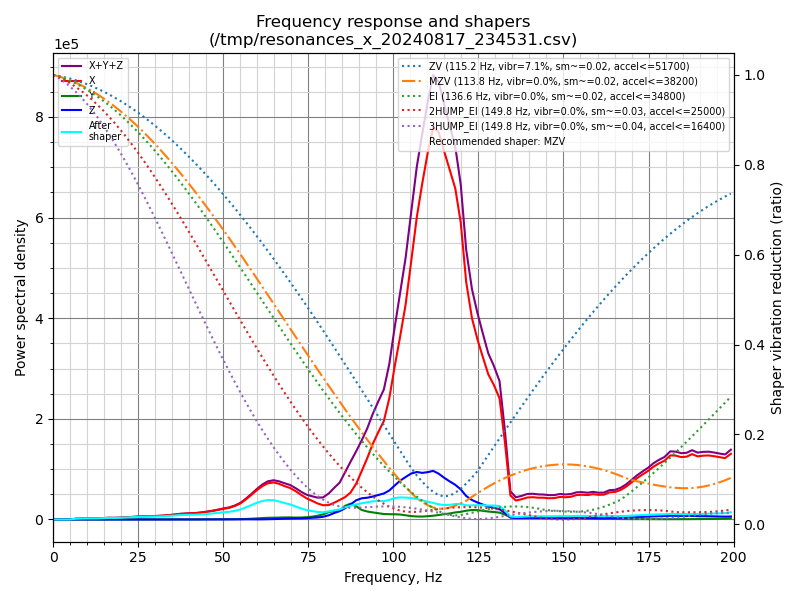 Frequency response and shapers
(/tmp/resonances_x_20240817_234531.csv)
1e5
X+Y+Z
X
Y
Z
After
shaper
ZV (115.2 Hz, vibr=7.1%, sm~=0.02, accel<=51700)
MZV (113.8 Hz, vibr=0.0%, sm~=0.02, accel<=38200)
EI (136.6 Hz, vibr=0.0%, sm~=0.02, accel<=34800)
2HUMP_EI (149.8 Hz, vibr=0.0%, sm~=0.03, accel<=25000)
3HUMP_EI (149.8 Hz, vibr=0.0%, sm~=0.04, accel<=16400)
Recommended shaper: MZV
8
6
4
2
0
Power spectral density
1.0
0.8
0.6
0.4
0.2
0.0
Shaper vibration reduction (ratio)
0 25 50 75 100 125 150 175 200
Frequency, Hz